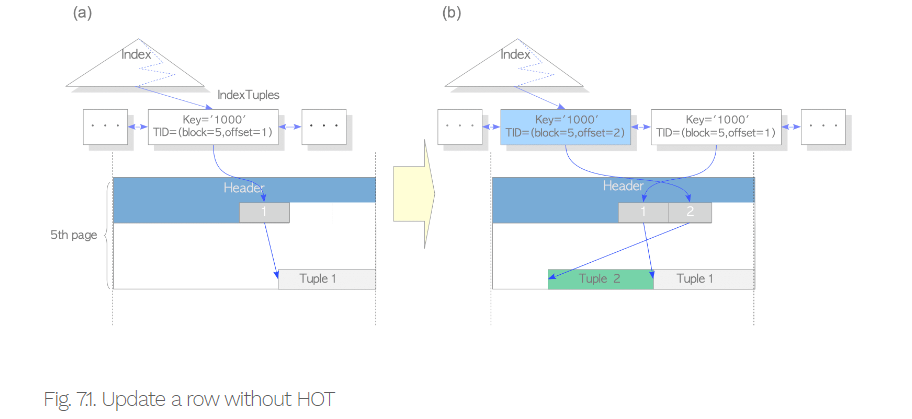 (a)
Index
IndexTuples
. . .
Key='1000'
TID=(block=5,offset=1)
. . .
Header
1
5th page
Tuple 1
(b)
Index
. . .
Key='1000'
TID=(block=5,offset=2)
Key='1000'
TID=(block=5,offset=1)
. . .
Header
1 2
Tuple 2 Tuple 1
Fig. 7.1. Update a row without HOT